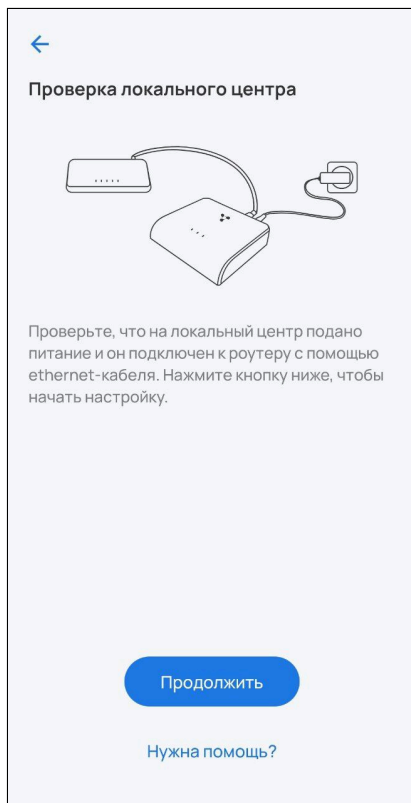 Проверка локального центра
Проверьте, что на локальный центр подано
питание и он подключен к роутеру с помощью
ethernet-кабеля. Нажмите кнопку ниже, чтобы
начать настройку.
Продолжить
Нужна помощь?